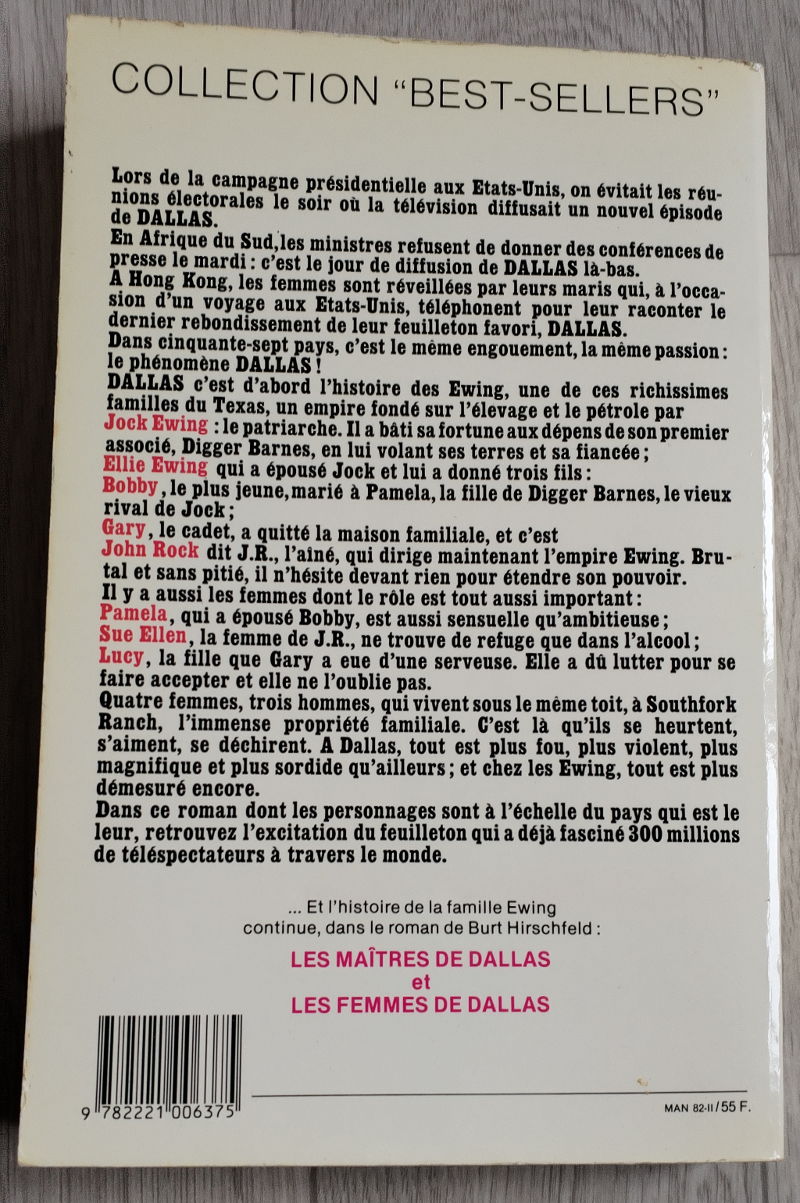 COLLECTION "BEST-SELLERS"
Lors de la campagne présidentielle aux Etats-Unis, on évitait les réu-
nions électorales le soir où la télévision diffusait un nouvel épisode
de DALLAS.
En Afrique du Sud, les ministres refusent de donner des conférences de
presse le mardi : c'est le jour de diffusion de DALLAS là-bas.
A Hong Kong, les femmes sont réveillées par leurs maris qui, à l'occa-
sion d'un voyage aux Etats-Unis, téléphonent pour leur raconter le
dernier rebondissement de leur feuilleton favori, DALLAS.
Dans cinquante-sept pays, c'est le même engouement, la même passion :
le phénomène DALLAS !
DALLAS c'est d'abord l'histoire des Ewing, une de ces richissimes
familles du Texas, un empire fondé sur l'élevage et le pétrole par
Jock Ewing : le patriarche. Il a bâti sa fortune aux dépens de son premier
associé, Digger Barnes, en lui volant ses terres et sa fiancée ;
Ellie Ewing qui a épousé Jock et lui a donné trois fils :
Bobby, le plus jeune, marié à Pamela, la fille de Digger Barnes, le vieux
rival de Jock ;
Gary, le cadet, a quitté la maison familiale, et c'est
John Rock dit J.R., l'aîné, qui dirige maintenant l'empire Ewing. Bru-
tal et sans pitié, il n'hésite devant rien pour étendre son pouvoir.
Il y a aussi les femmes dont le rôle est tout aussi important :
Pamela, qui a épousé Bobby, est aussi sensuelle qu'ambitieuse ;
Sue Ellen, la femme de J.R., ne trouve de refuge que dans l'alcool ;
Lucy, la fille que Gary a eue d'une serveuse. Elle a dû lutter pour se
faire accepter et elle ne l'oublie pas.
Quatre femmes, trois hommes, qui vivent sous le même toit, à Southfork
Ranch, l'immense propriété familiale. C'est là qu'ils se heurtent,
s'aiment, se déchirent. A Dallas, tout est plus fou, plus violent, plus
magnifique et plus sordide qu'ailleurs ; et chez les Ewing, tout est plus
démesuré encore.
Dans ce roman dont les personnages sont à l'échelle du pays qui est le
leur, retrouvez l'excitation du feuilleton qui a déjà fasciné 300 millions
de téléspectateurs à travers le monde.
... Et l'histoire de la famille Ewing
continue, dans le roman de Burt Hirschfeld :
LES MAÎTRES DE DALLAS
et
LES FEMMES DE DALLAS
9 782221 006375
MAN 82-II / 55 F.